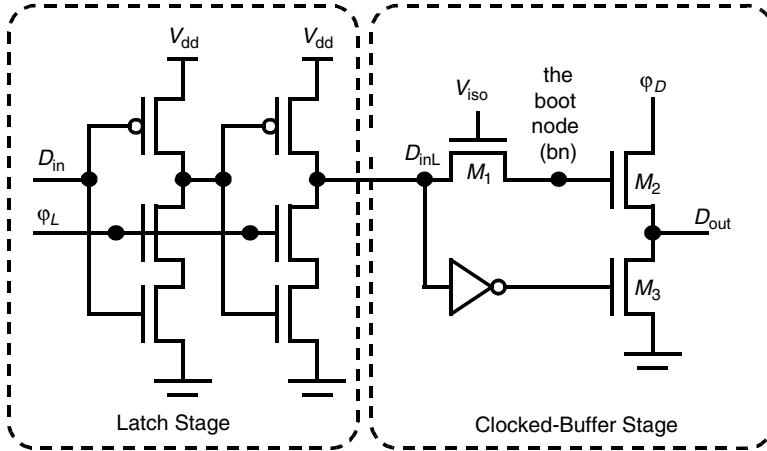 V_dd
V_dd
the
boot
node
(bn)
φ_D
V_iso
D_in
D_inL
M_1
M_2
φ_L
D_out
M_3
Latch Stage
Clocked-Buffer Stage